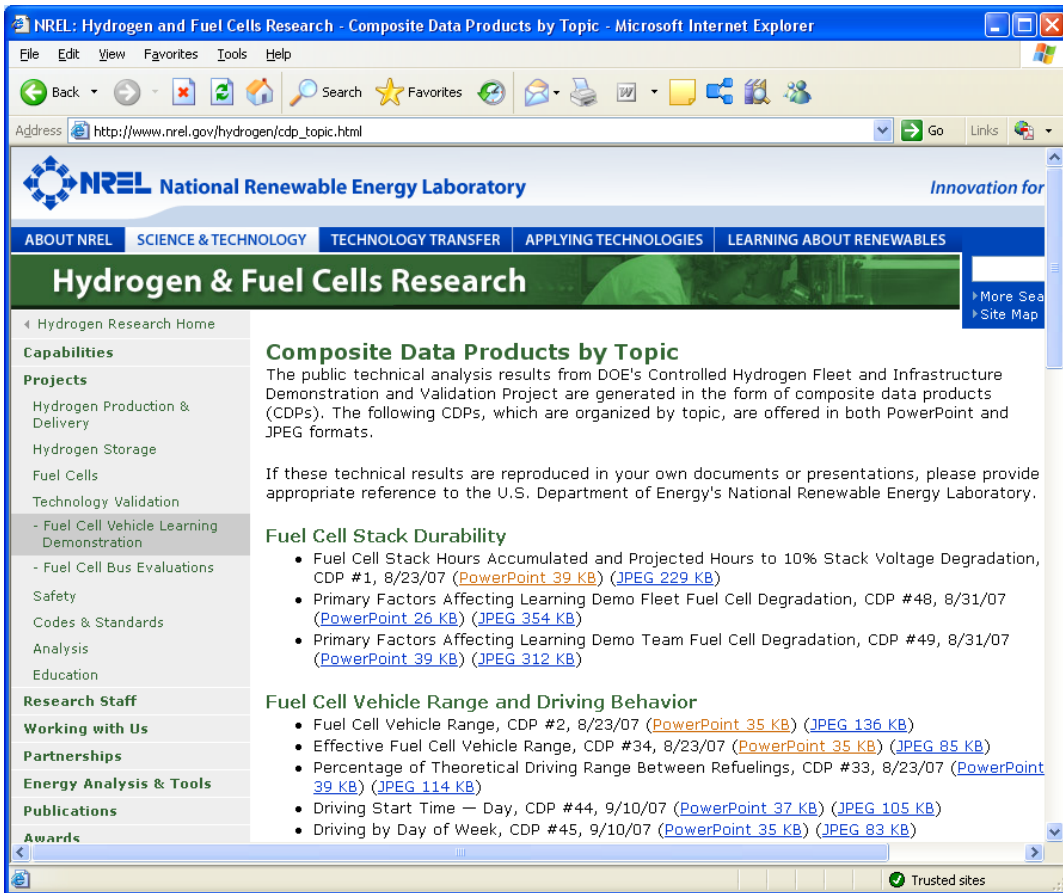 NREL: Hydrogen and Fuel Cells Research - Composite Data Products by Topic - Microsoft Internet Explorer
File Edit View Favorites Tools Help
Back Search Favorites
Address http://www.nrel.gov/hydrogen/cdp_topic.html Go Links
NREL National Renewable Energy Laboratory Innovation for
ABOUT NREL SCIENCE & TECHNOLOGY TECHNOLOGY TRANSFER APPLYING TECHNOLOGIES LEARNING ABOUT RENEWABLES
Hydrogen & Fuel Cells Research
More Sea
Site Map
Hydrogen Research Home
Capabilities
Projects
Hydrogen Production &
Delivery
Hydrogen Storage
Fuel Cells
Technology Validation
- Fuel Cell Vehicle Learning
Demonstration
- Fuel Cell Bus Evaluations
Safety
Codes & Standards
Analysis
Education
Research Staff
Working with Us
Partnerships
Energy Analysis & Tools
Publications
Awards
Composite Data Products by Topic
The public technical analysis results from DOE's Controlled Hydrogen Fleet and Infrastructure
Demonstration and Validation Project are generated in the form of composite data products
(CDPs). The following CDPs, which are organized by topic, are offered in both PowerPoint and
JPEG formats.
If these technical results are reproduced in your own documents or presentations, please provide
appropriate reference to the U.S. Department of Energy's National Renewable Energy Laboratory.
Fuel Cell Stack Durability
• Fuel Cell Stack Hours Accumulated and Projected Hours to 10% Stack Voltage Degradation,
CDP #1, 8/23/07 (PowerPoint 39 KB) (JPEG 229 KB)
• Primary Factors Affecting Learning Demo Fleet Fuel Cell Degradation, CDP #48, 8/31/07
(PowerPoint 26 KB) (JPEG 354 KB)
• Primary Factors Affecting Learning Demo Team Fuel Cell Degradation, CDP #49, 8/31/07
(PowerPoint 39 KB) (JPEG 312 KB)
Fuel Cell Vehicle Range and Driving Behavior
• Fuel Cell Vehicle Range, CDP #2, 8/23/07 (PowerPoint 35 KB) (JPEG 136 KB)
• Effective Fuel Cell Vehicle Range, CDP #34, 8/23/07 (PowerPoint 35 KB) (JPEG 85 KB)
• Percentage of Theoretical Driving Range Between Refuelings, CDP #33, 8/23/07 (PowerPoint
39 KB) (JPEG 114 KB)
• Driving Start Time — Day, CDP #44, 9/10/07 (PowerPoint 37 KB) (JPEG 105 KB)
• Driving by Day of Week, CDP #45, 9/10/07 (PowerPoint 35 KB) (JPEG 83 KB)
Trusted sites